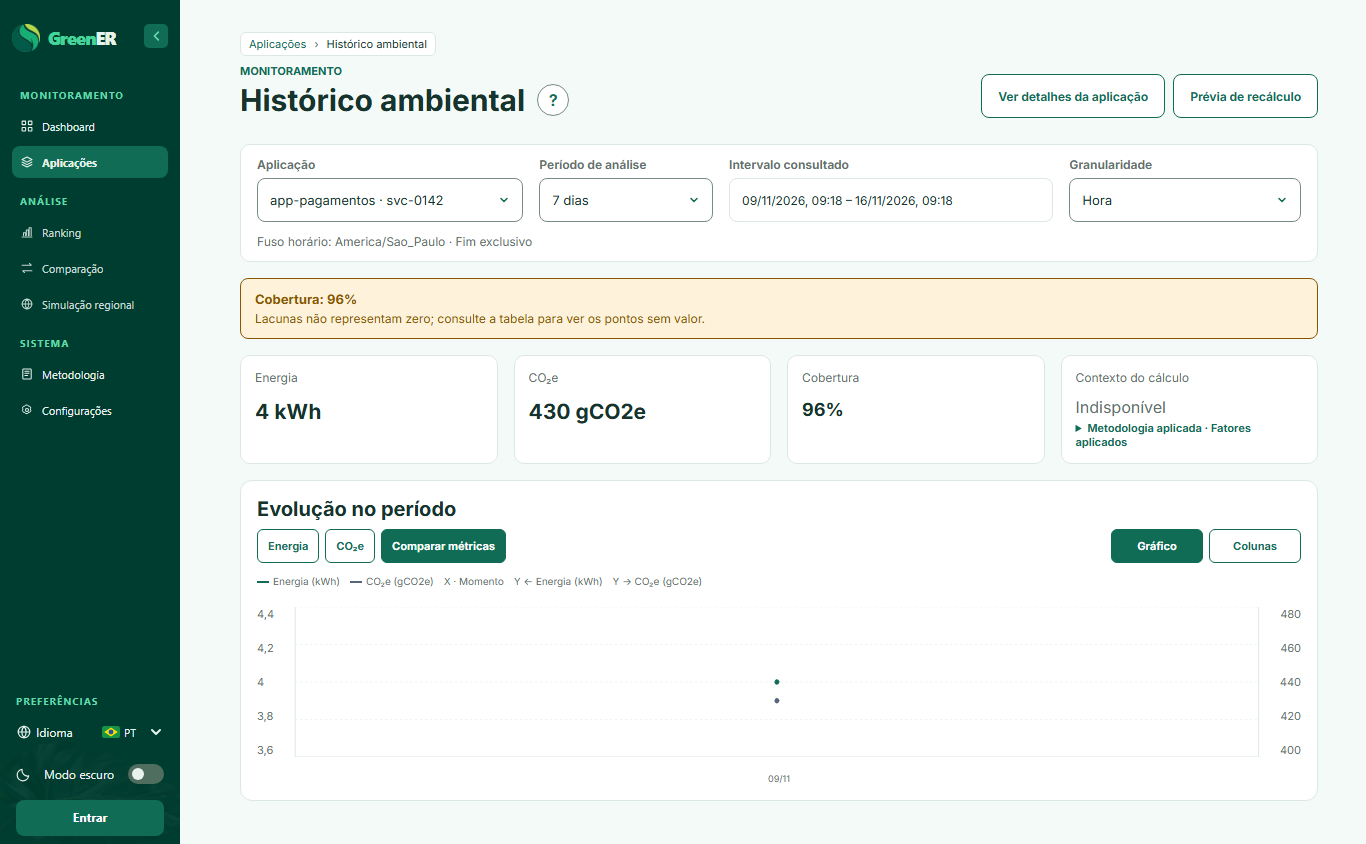 GreenER
MONITORAMENTO
Dashboard
Aplicações
ANÁLISE
Ranking
Comparação
Simulação regional
SISTEMA
Metodologia
Configurações
PREFERÊNCIAS
Idioma PT
Modo escuro
Entrar
Aplicações › Histórico ambiental
MONITORAMENTO
Histórico ambiental ?
Ver detalhes da aplicação Prévia de recálculo
Aplicação Período de análise Intervalo consultado Granularidade
app-pagamentos · svc-0142 7 dias 09/11/2026, 09:18 – 16/11/2026, 09:18 Hora
Fuso horário: America/Sao_Paulo · Fim exclusivo
Cobertura: 96%
Lacunas não representam zero; consulte a tabela para ver os pontos sem valor.
Energia
4 kWh
CO₂e
430 gCO2e
Cobertura
96%
Contexto do cálculo
Indisponível
▶ Metodologia aplicada · Fatores
aplicados
Evolução no período
Energia CO₂e Comparar métricas Gráfico Colunas
Energia (kWh) CO₂e (gCO2e) X · Momento Y ← Energia (kWh) Y → CO₂e (gCO2e)
4,4 480
4,2 460
4 440
3,8 420
3,6 400
09/11